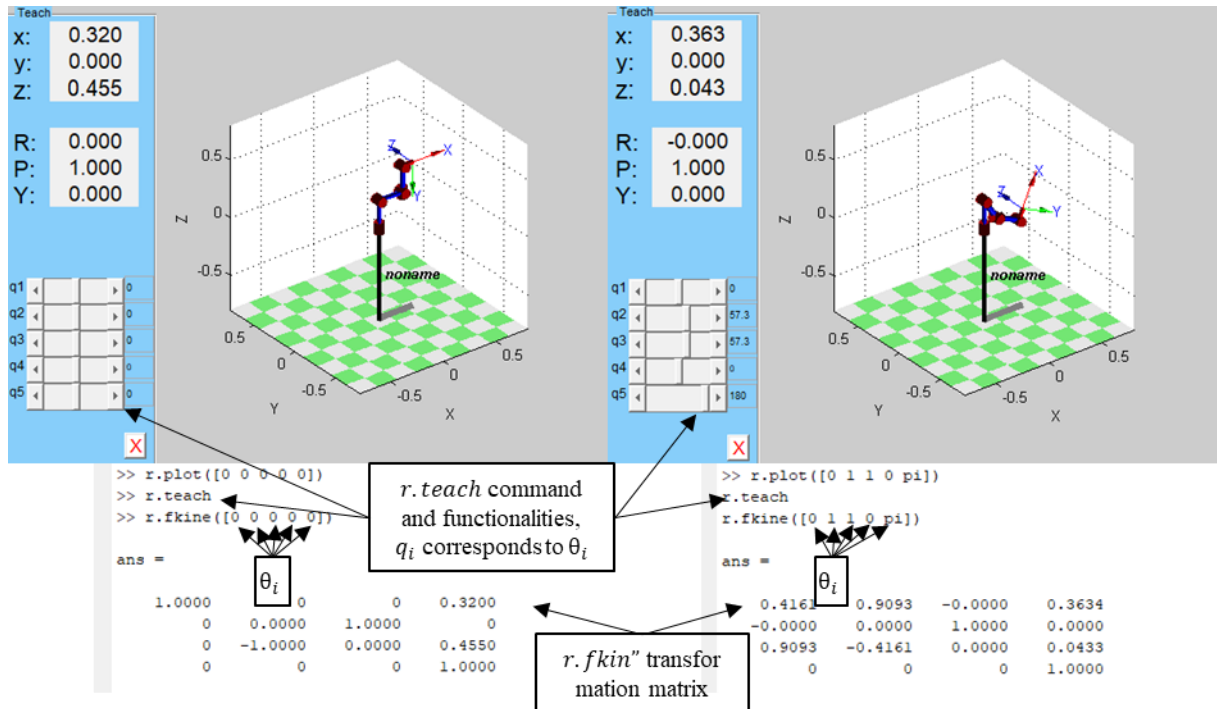 Teach
x: 0.320
y: 0.000
z: 0.455
R: 0.000
P: 1.000
Y: 0.000
q1 0
q2 0
q3 0
q4 0
q5 0
X
0.5
0
-0.5
Z
Z
X
Y
noname
0.5
0
-0.5
Y
-0.5
0
0.5
X
Teach
x: 0.363
y: 0.000
z: 0.043
R: -0.000
P: 1.000
Y: 0.000
q1 0
q2 57.3
q3 57.3
q4 0
q5 180
X
0.5
0
-0.5
Z
X
Z
Y
noname
0.5
0
-0.5
Y
-0.5
0
0.5
X
>> r.plot([0 0 0 0 0])
>> r.teach
>> r.fkine([0 0 0 0 0])
θi
ans =
1.0000 0 0 0.3200
0 0.0000 1.0000 0
0 -1.0000 0.0000 0.4550
0 0 0 1.0000
r.teach command
and functionalities,
qi corresponds to θi
r.fkin" transfor
mation matrix
>> r.plot([0 1 1 0 pi])
r.teach
r.fkine([0 1 1 0 pi])
θi
ans =
0.4161 0.9093 -0.0000 0.3634
-0.0000 0.0000 1.0000 0.0000
0.9093 -0.4161 0.0000 0.0433
0 0 0 1.0000